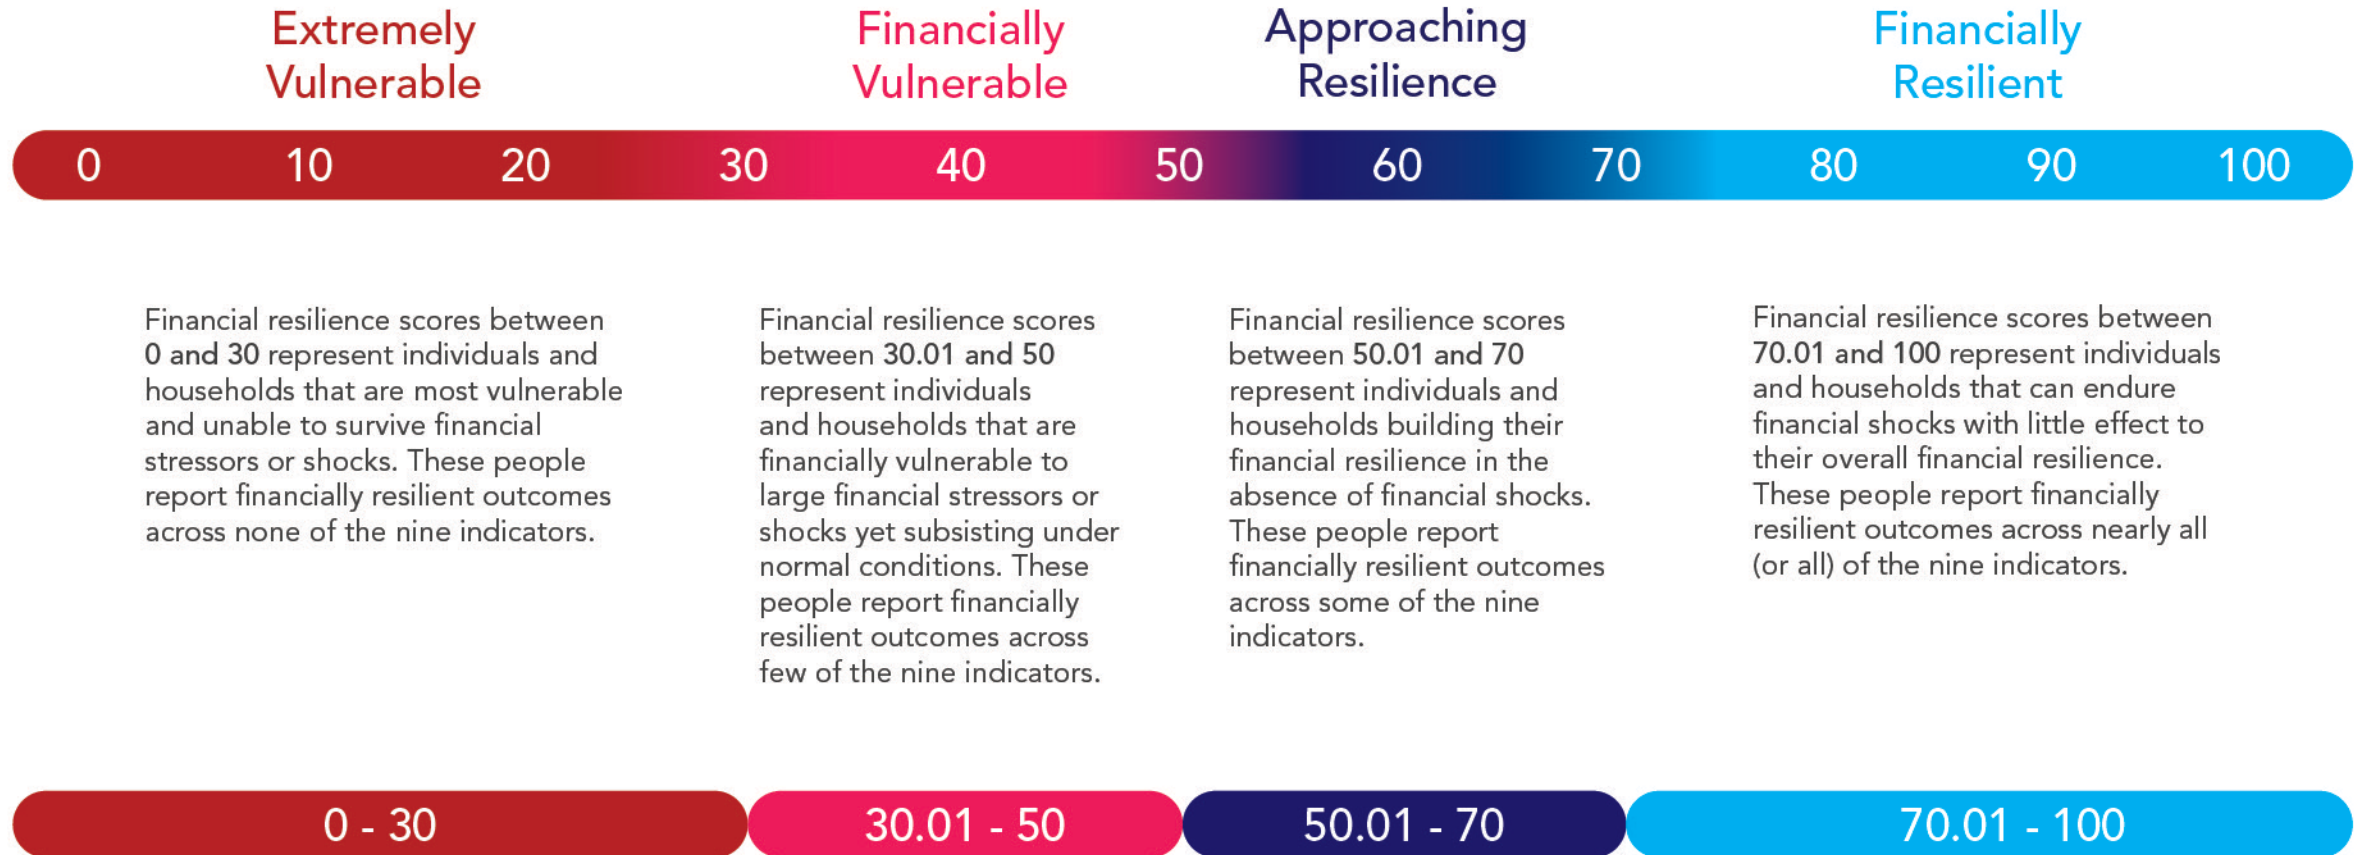 Extremely
Vulnerable
Financially
Vulnerable
Approaching
Resilience
Financially
Resilient
0 10 20 30 40 50 60 70 80 90 100
Financial resilience scores between
0 and 30 represent individuals and
households that are most vulnerable
and unable to survive financial
stressors or shocks. These people
report financially resilient outcomes
across none of the nine indicators.
Financial resilience scores
between 30.01 and 50
represent individuals
and households that are
financially vulnerable to
large financial stressors or
shocks yet subsisting under
normal conditions. These
people report financially
resilient outcomes across
few of the nine indicators.
Financial resilience scores
between 50.01 and 70
represent individuals and
households building their
financial resilience in the
absence of financial shocks.
These people report
financially resilient outcomes
across some of the nine
indicators.
Financial resilience scores between
70.01 and 100 represent individuals
and households that can endure
financial shocks with little effect to
their overall financial resilience.
These people report financially
resilient outcomes across nearly all
(or all) of the nine indicators.
0 - 30
30.01 - 50
50.01 - 70
70.01 - 100